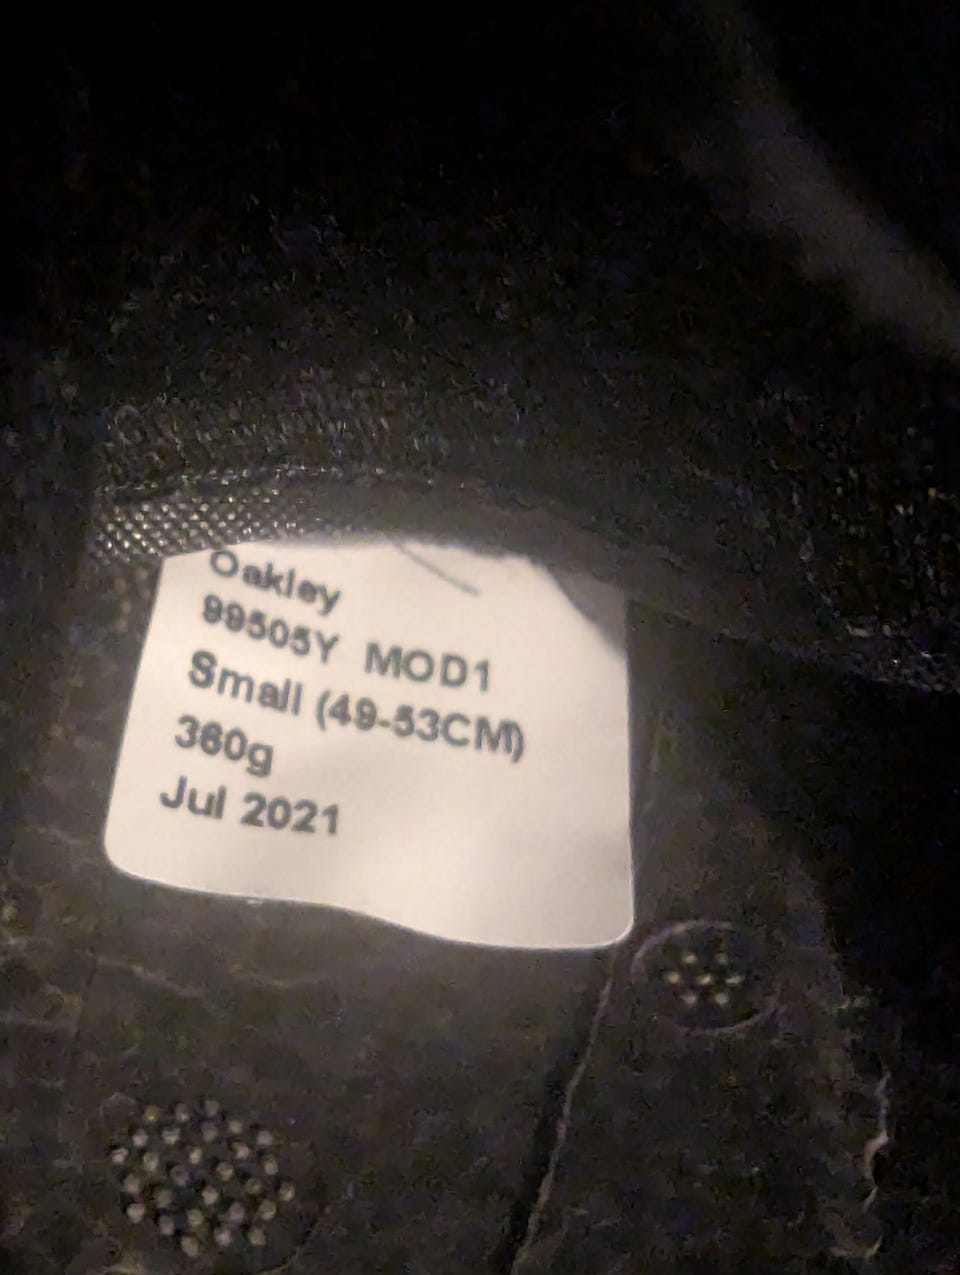 Oakley
99505Y MOD1
Small (49-53CM)
360g
Jul 2021